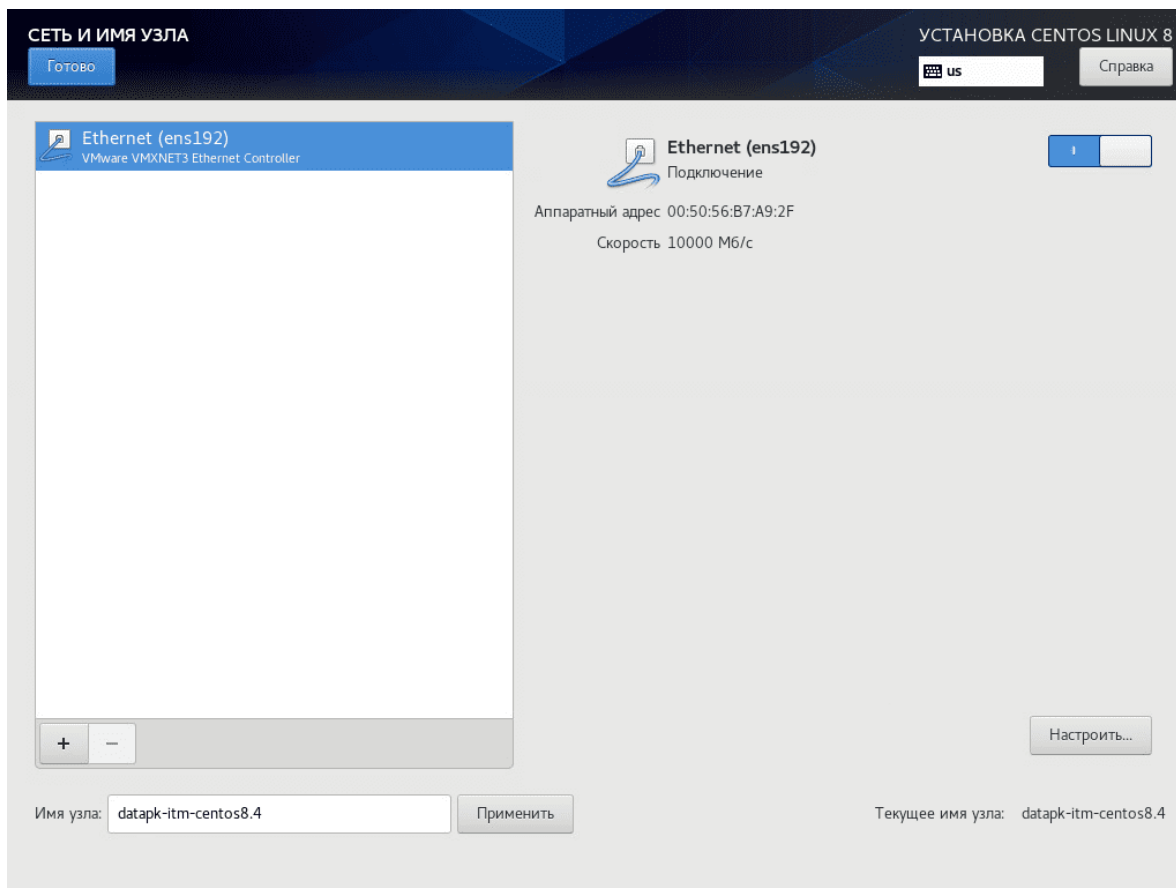 СЕТЬ И ИМЯ УЗЛА
УСТАНОВКА CENTOS LINUX 8
Готово
us
Справка
Ethernet (ens192)
VMware VMXNET3 Ethernet Controller
Ethernet (ens192)
Подключение
Аппаратный адрес 00:50:56:B7:A9:2F
Скорость 10000 Мб/с
+ −
Настроить...
Имя узла: datapk-itm-centos8.4 Применить
Текущее имя узла: datapk-itm-centos8.4